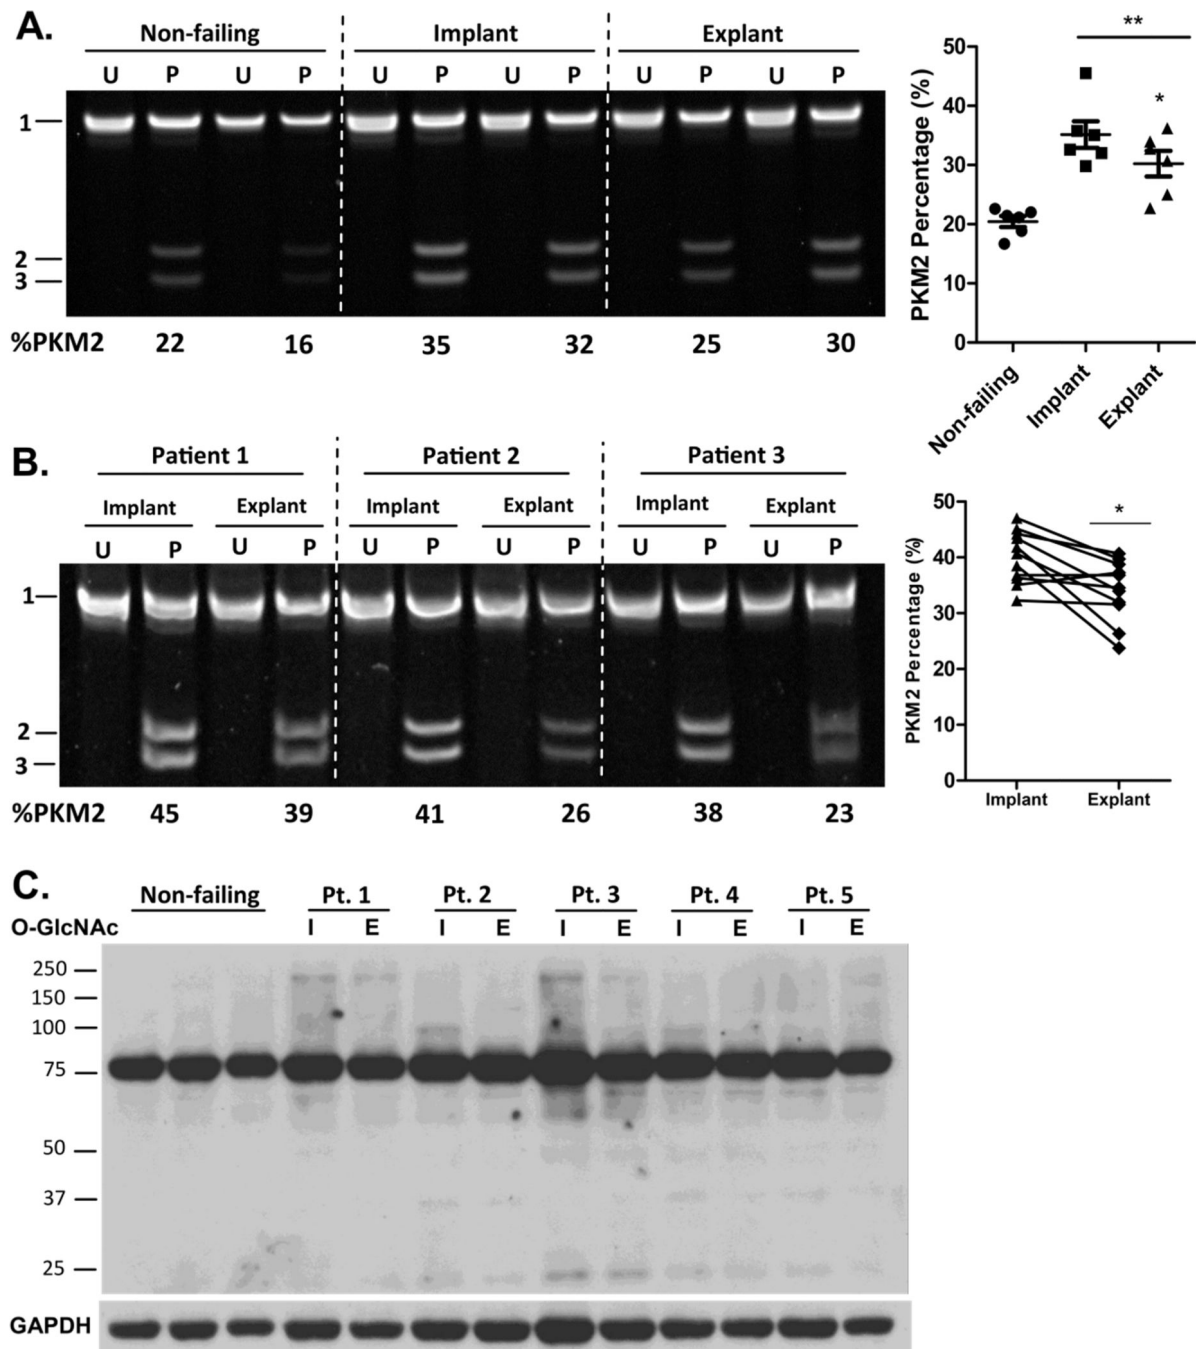 A.
Non-failing Implant Explant
U P U P U P U P U P U P
1
2
3
%PKM2 22 16 35 32 25 30
PKM2 Percentage (%)
50
40
30
20
10
0
**
*
Non-failing
Implant
Explant
B.
Patient 1 Patient 2 Patient 3
Implant Explant Implant Explant Implant Explant
U P U P U P U P U P U P
1
2
3
%PKM2 45 39 41 26 38 23
PKM2 Percentage (%)
50
40
30
20
10
0
*
Implant Explant
C.
Non-failing Pt. 1 Pt. 2 Pt. 3 Pt. 4 Pt. 5
O-GlcNAc I E I E I E I E I E
250
150
100
75
50
37
25
GAPDH